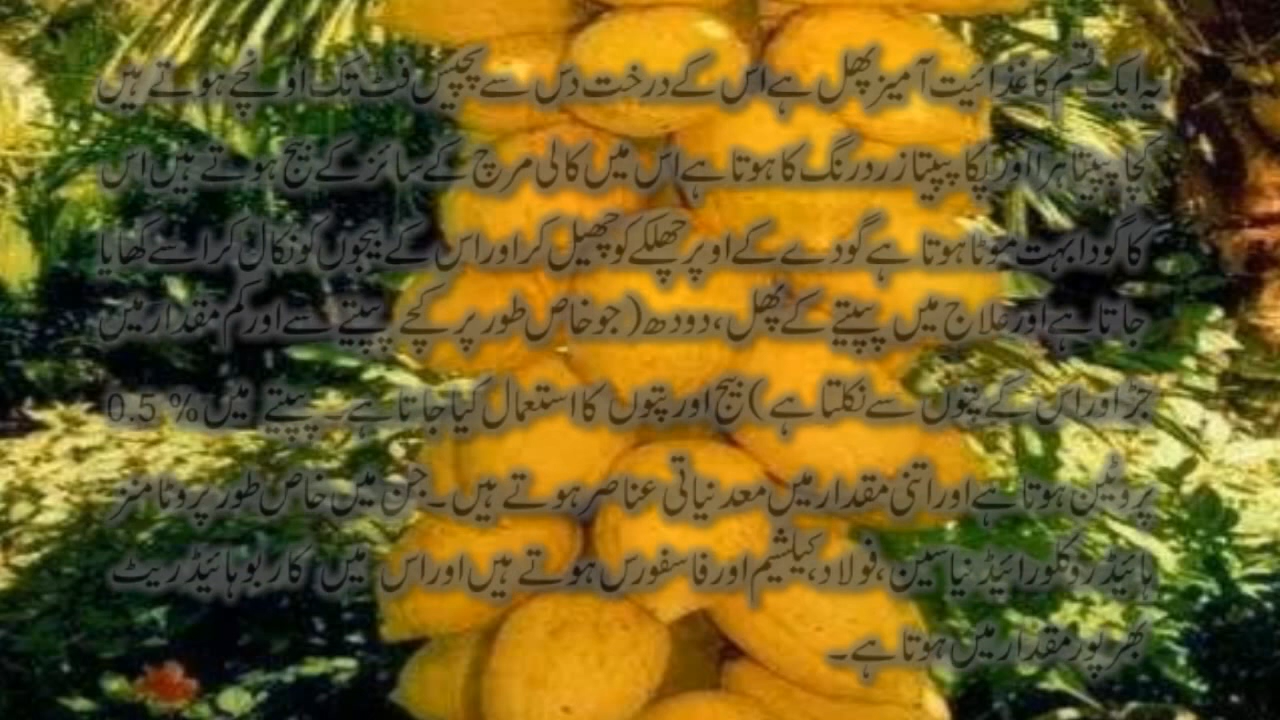 یہ ایک قسم کا غذائیت آمیز پھل ہے اس کے درخت دس سے پچیس فٹ تک اونچے ہوتے ہیں
کچا پپیتا ہرا اور پکا پپیتا زرد رنگ کا ہوتا ہے اس میں کالی مرچ کے سائز کے بیج ہوتے ہیں اس
کا گودا بہت موٹا ہوتا ہے گودے کے اوپر چھلکے کو چھیل کر اور اس کے بیجوں کو نکال کر اسے کھایا
جاتا ہے اور علاج میں پپیتے کے پھل، دودھ (جو خاص طور پر کچے پپیتے سے اور کم مقدار میں
جڑ اور اس کے پتوں سے نکلتا ہے) بیج اور پتوں کا استعمال کیا جاتا ہے۔ پپیتے میں % 0.5
پروٹین ہوتا ہے اور اتنی مقدار میں معدنیاتی عناصر ہوتے ہیں۔ جن میں خاص طور پر وٹامنز
ہائیڈروکلورائیڈ نیاسین، فولاد، کیلشیم اور فاسفورس ہوتے ہیں اور اس میں کاربوہائیڈریٹ
بھرپور مقدار میں ہوتا ہے۔